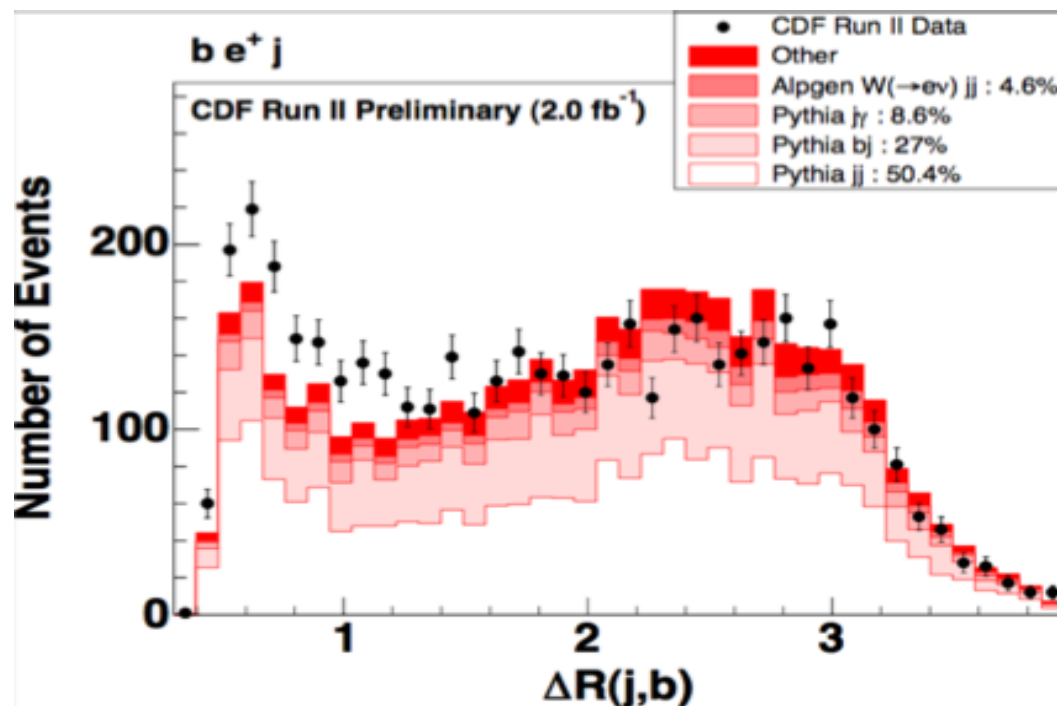 b e⁺ j
CDF Run II Preliminary (2.0 fb⁻¹)
CDF Run II Data
Other
Alpgen W(→eν) jj : 4.6%
Pythia jγ : 8.6%
Pythia bj : 27%
Pythia jj : 50.4%
Number of Events
200
100
0
1 2 3
ΔR(j,b)